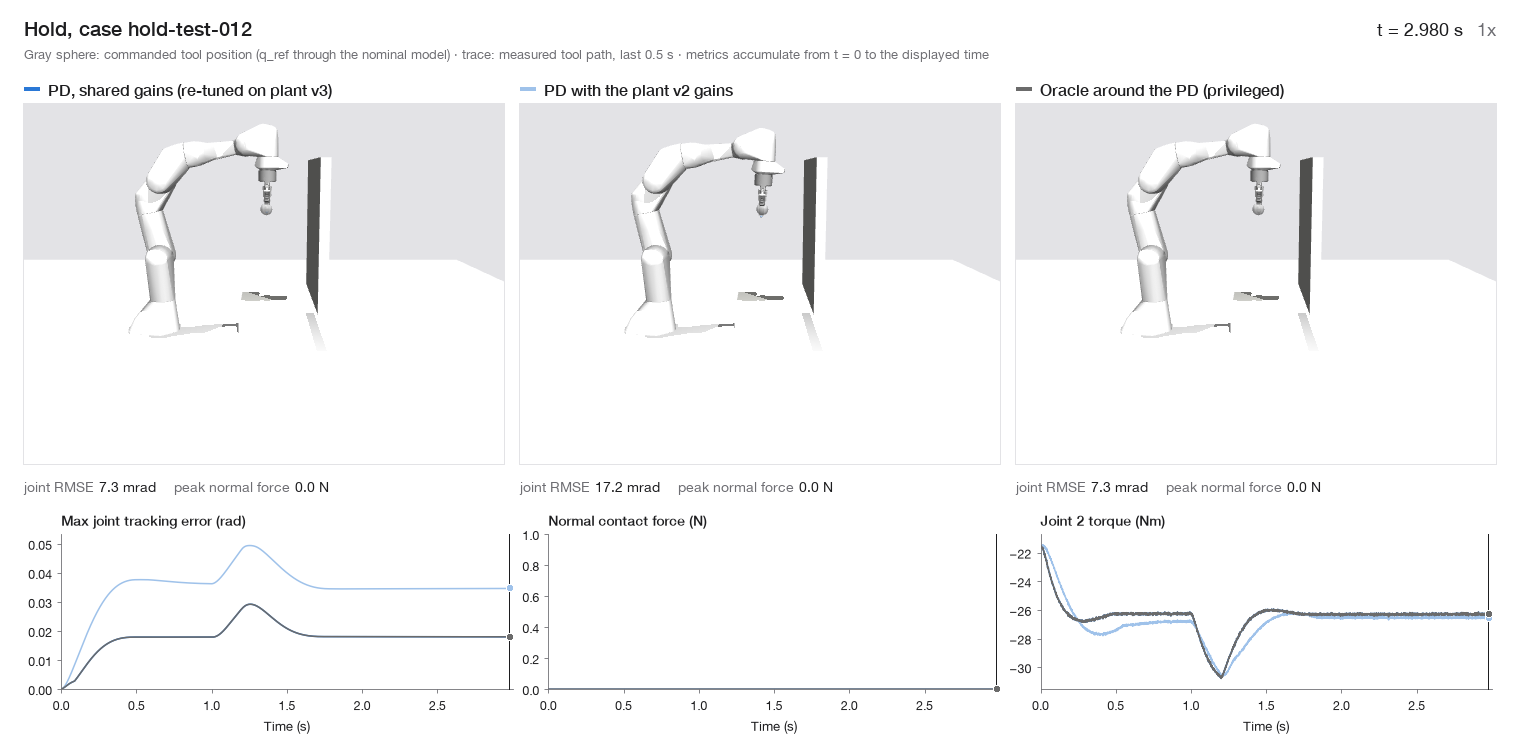 Hold, case hold-test-012
t = 2.980 s 1x
Gray sphere: commanded tool position (q_ref through the nominal model) · trace: measured tool path, last 0.5 s · metrics accumulate from t = 0 to the displayed time
PD, shared gains (re-tuned on plant v3)
PD with the plant v2 gains
Oracle around the PD (privileged)
joint RMSE 7.3 mrad peak normal force 0.0 N
joint RMSE 17.2 mrad peak normal force 0.0 N
joint RMSE 7.3 mrad peak normal force 0.0 N
Max joint tracking error (rad)
0.05
0.04
0.03
0.02
0.01
0.00
0.0 0.5 1.0 1.5 2.0 2.5
Time (s)
Normal contact force (N)
1.0
0.8
0.6
0.4
0.2
0.0
0.0 0.5 1.0 1.5 2.0 2.5
Time (s)
Joint 2 torque (Nm)
−22
−24
−26
−28
−30
0.0 0.5 1.0 1.5 2.0 2.5
Time (s)